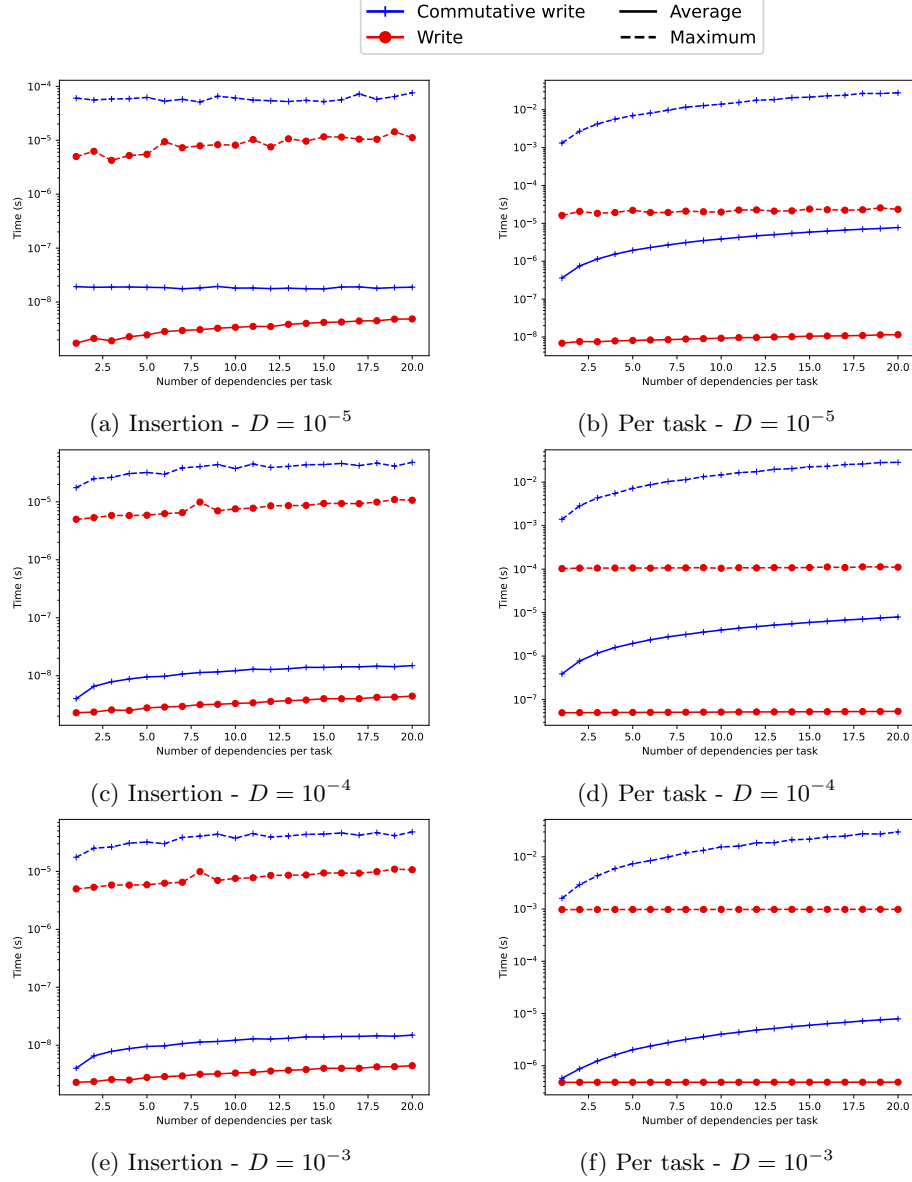 Commutative write
Average
Write
Maximum
10⁻⁴
10⁻⁵
10⁻⁶
10⁻⁷
10⁻⁸
Time (s)
2.5 5.0 7.5 10.0 12.5 15.0 17.5 20.0
Number of dependencies per task
(a) Insertion - D = 10⁻⁵
10⁻²
10⁻³
10⁻⁴
10⁻⁵
10⁻⁶
10⁻⁷
10⁻⁸
Time (s)
2.5 5.0 7.5 10.0 12.5 15.0 17.5 20.0
Number of dependencies per task
(b) Per task - D = 10⁻⁵
10⁻⁵
10⁻⁶
10⁻⁷
10⁻⁸
Time (s)
2.5 5.0 7.5 10.0 12.5 15.0 17.5 20.0
Number of dependencies per task
(c) Insertion - D = 10⁻⁴
10⁻²
10⁻³
10⁻⁴
10⁻⁵
10⁻⁶
10⁻⁷
Time (s)
2.5 5.0 7.5 10.0 12.5 15.0 17.5 20.0
Number of dependencies per task
(d) Per task - D = 10⁻⁴
10⁻⁵
10⁻⁶
10⁻⁷
10⁻⁸
Time (s)
2.5 5.0 7.5 10.0 12.5 15.0 17.5 20.0
Number of dependencies per task
(e) Insertion - D = 10⁻³
10⁻²
10⁻³
10⁻⁴
10⁻⁵
10⁻⁶
Time (s)
2.5 5.0 7.5 10.0 12.5 15.0 17.5 20.0
Number of dependencies per task
(f) Per task - D = 10⁻³